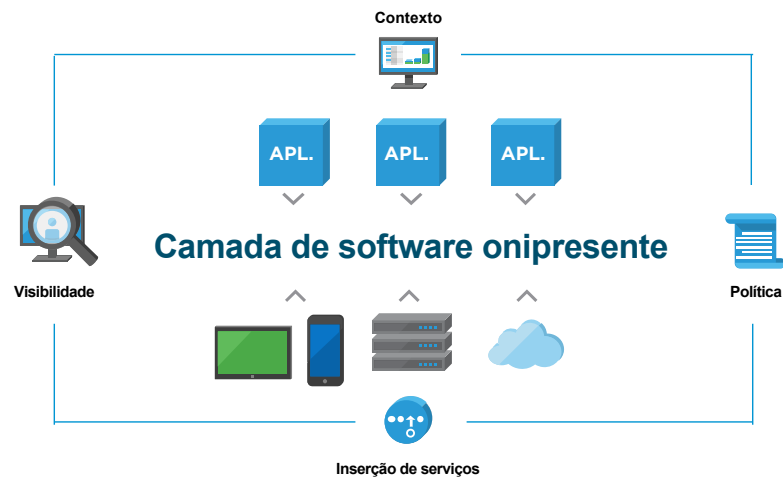 Contexto
APL. APL. APL.
Camada de software onipresente
Visibilidade
Política
Inserção de serviços